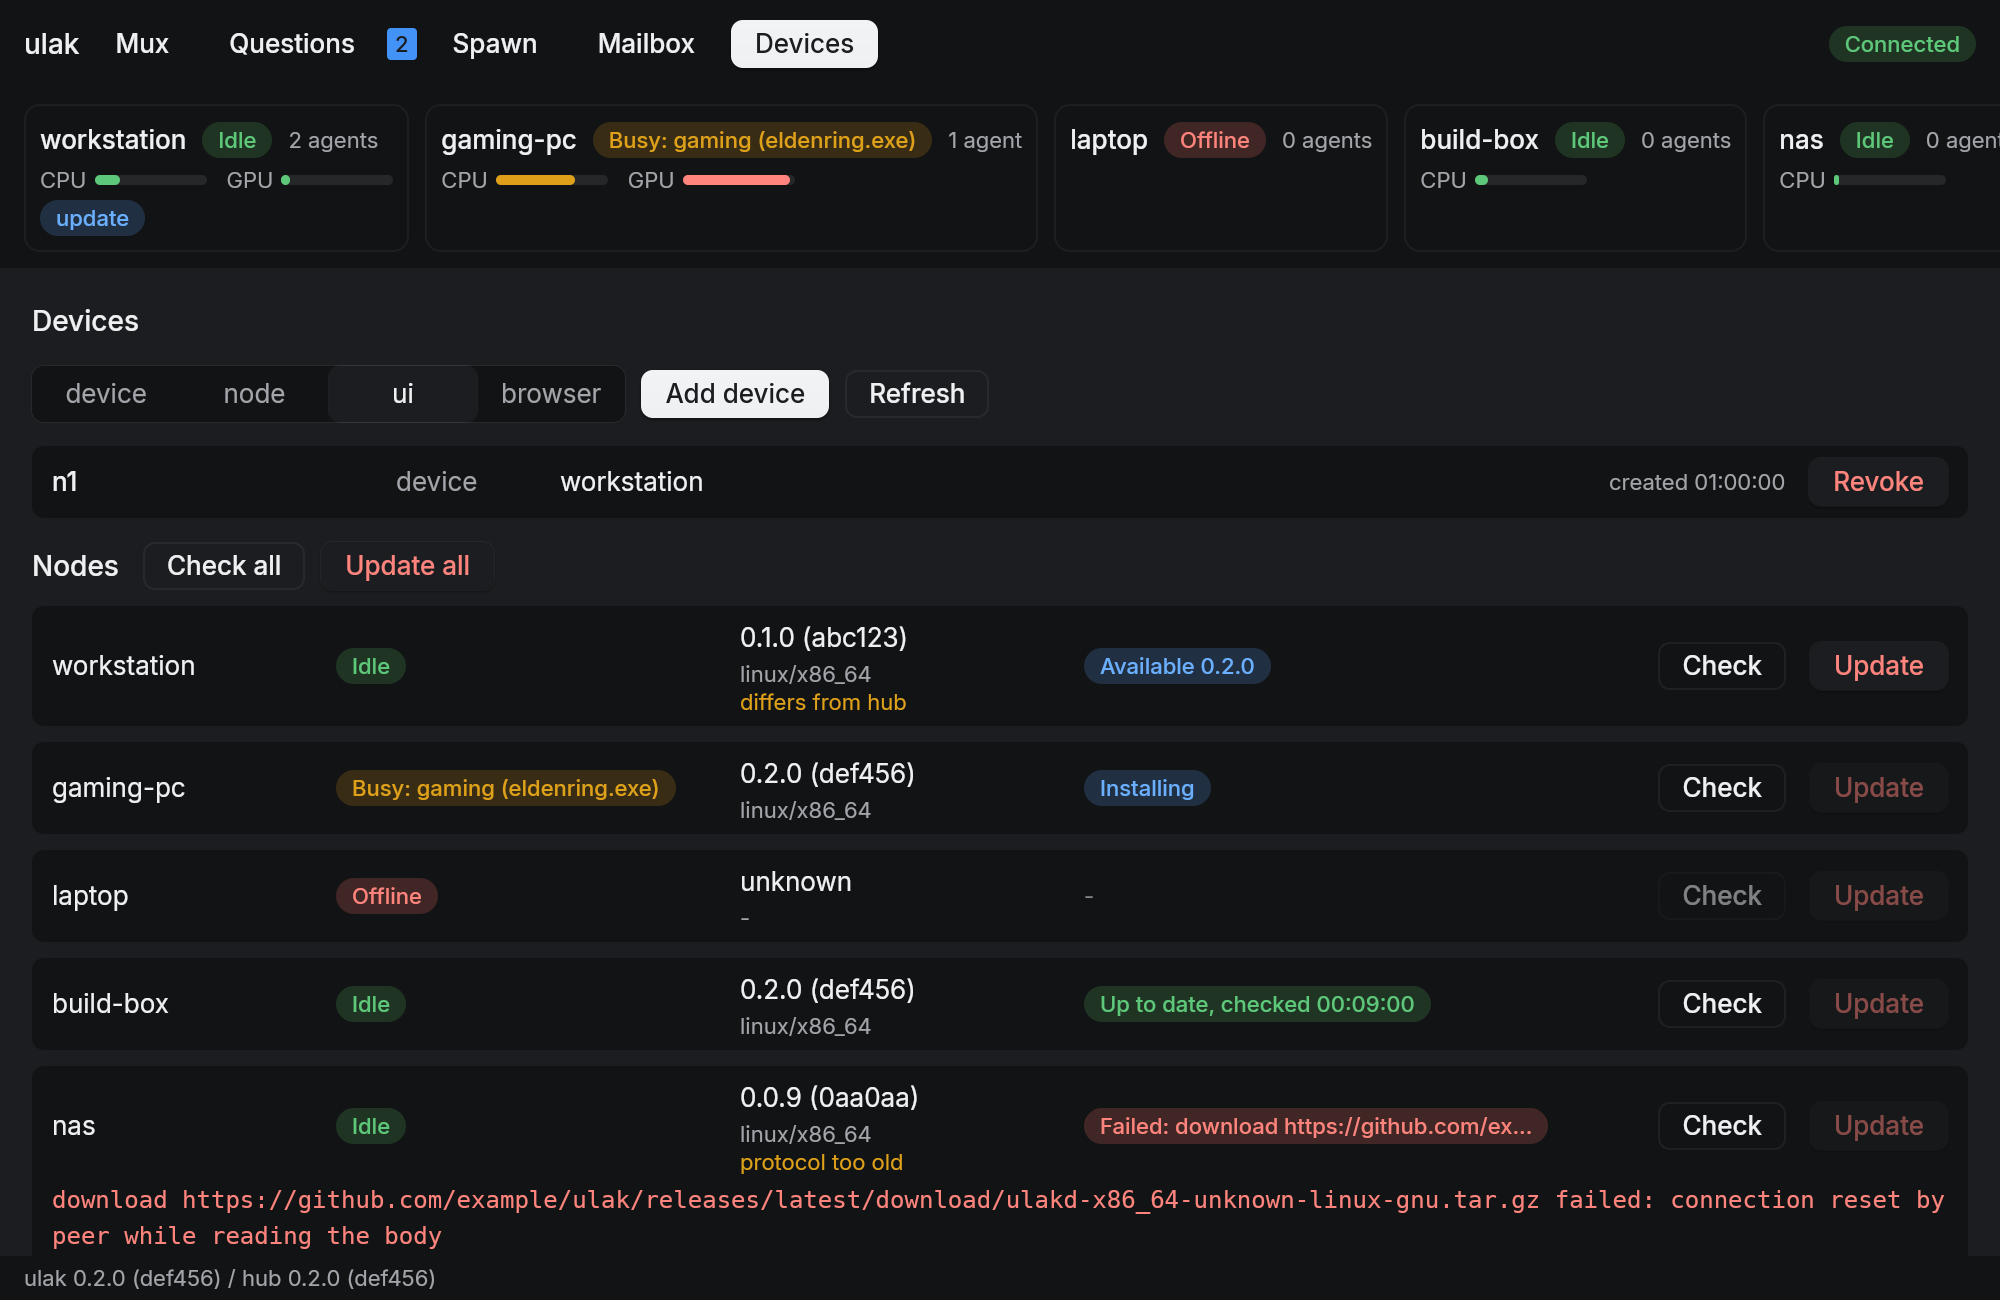 ulak Mux Questions 2 Spawn Mailbox Devices Connected
workstation Idle 2 agents
CPU GPU
update
gaming-pc Busy: gaming (eldenring.exe) 1 agent
CPU GPU
laptop Offline 0 agents
build-box Idle 0 agents
CPU
nas Idle 0 agent
CPU
Devices
device node ui browser Add device Refresh
n1 device workstation created 01:00:00 Revoke
Nodes Check all Update all
workstation Idle 0.1.0 (abc123) Available 0.2.0 Check Update
linux/x86_64
differs from hub
gaming-pc Busy: gaming (eldenring.exe) 0.2.0 (def456) Installing Check Update
linux/x86_64
laptop Offline unknown - Check Update
-
build-box Idle 0.2.0 (def456) Up to date, checked 00:09:00 Check Update
linux/x86_64
nas Idle 0.0.9 (0aa0aa) Failed: download https://github.com/ex... Check Update
linux/x86_64
protocol too old
download https://github.com/example/ulak/releases/latest/download/ulakd-x86_64-unknown-linux-gnu.tar.gz failed: connection reset by
peer while reading the body
ulak 0.2.0 (def456) / hub 0.2.0 (def456)